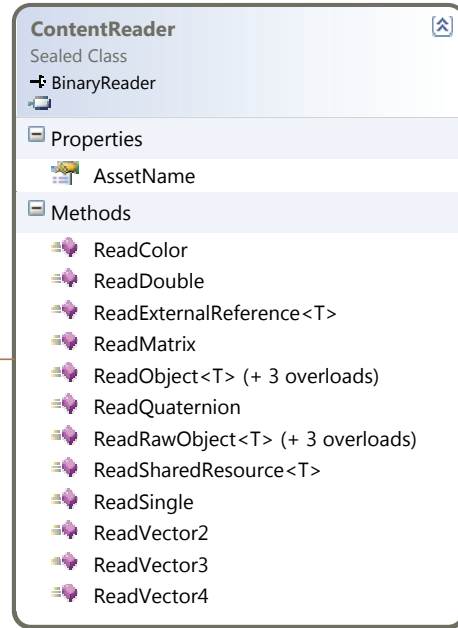 ContentReader
Sealed Class
BinaryReader
Properties
AssetName
Methods
ReadColor
ReadDouble
ReadExternalReference<T>
ReadMatrix
ReadObject<T> (+ 3 overloads)
ReadQuaternion
ReadRawObject<T> (+ 3 overloads)
ReadSharedResource<T>
ReadSingle
ReadVector2
ReadVector3
ReadVector4